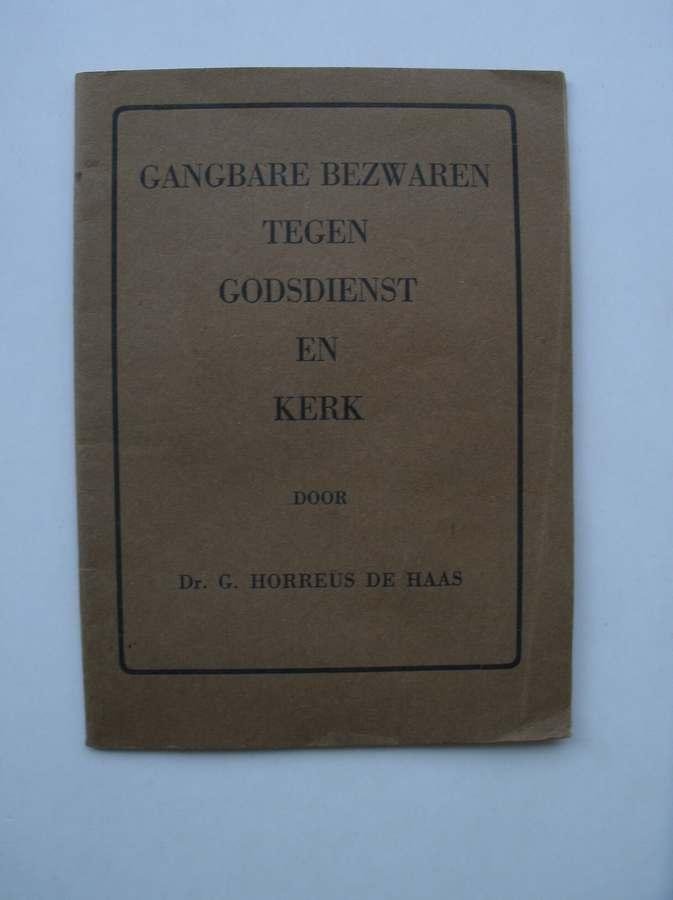 GANGBARE BEZWAREN
TEGEN
GODSDIENST
EN
KERK
DOOR
Dr. G. HORREÜS DE HAAS